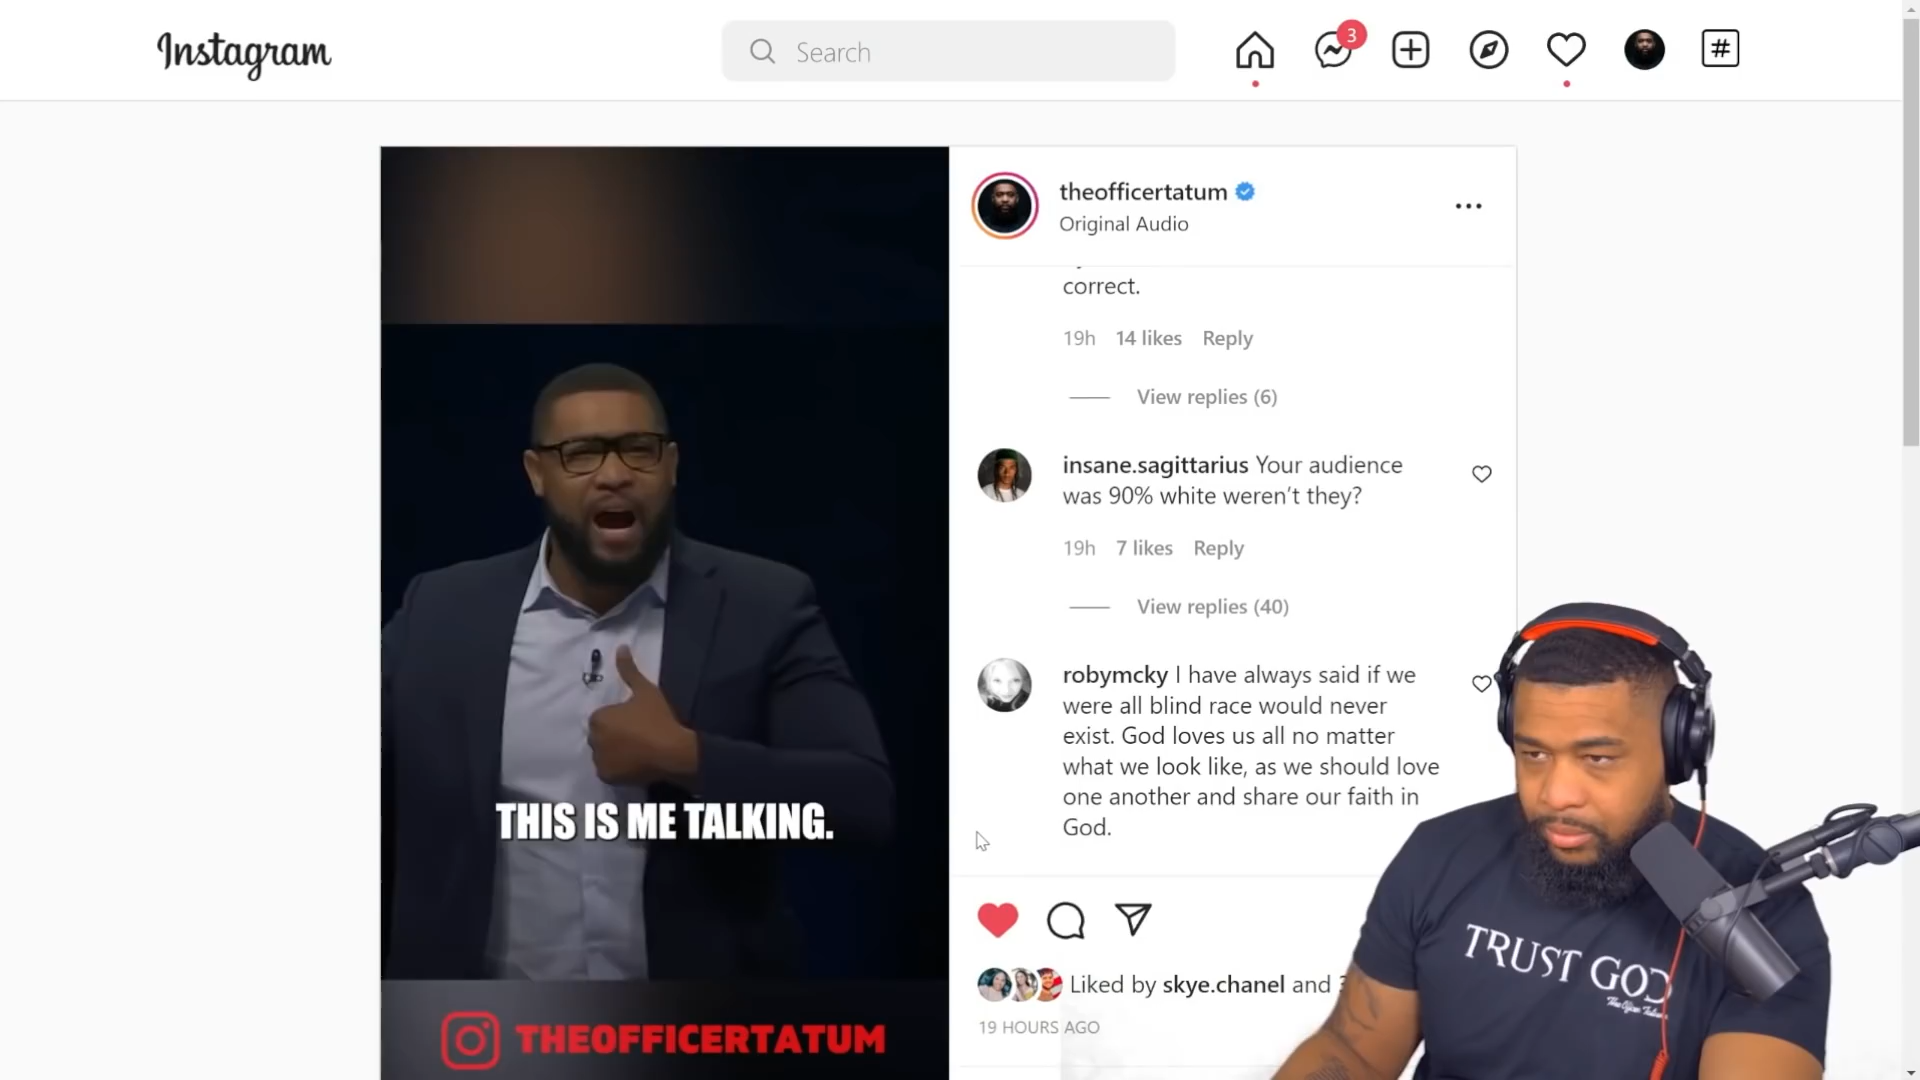 Instagram
Search
3
#
theofficertatum
Original Audio
correct.
19h 14 likes Reply
View replies (6)
insane.sagittarius Your audience
was 90% white weren't they?
19h 7 likes Reply
View replies (40)
robymcky I have always said if we
were all blind race would never
exist. God loves us all no matter
what we look like, as we should love
one another and share our faith in
God.
Liked by skye.chanel and
19 HOURS AGO
THIS IS ME TALKING.
THEOFFICERTATUM
TRUST GOD
The Officer Tatum